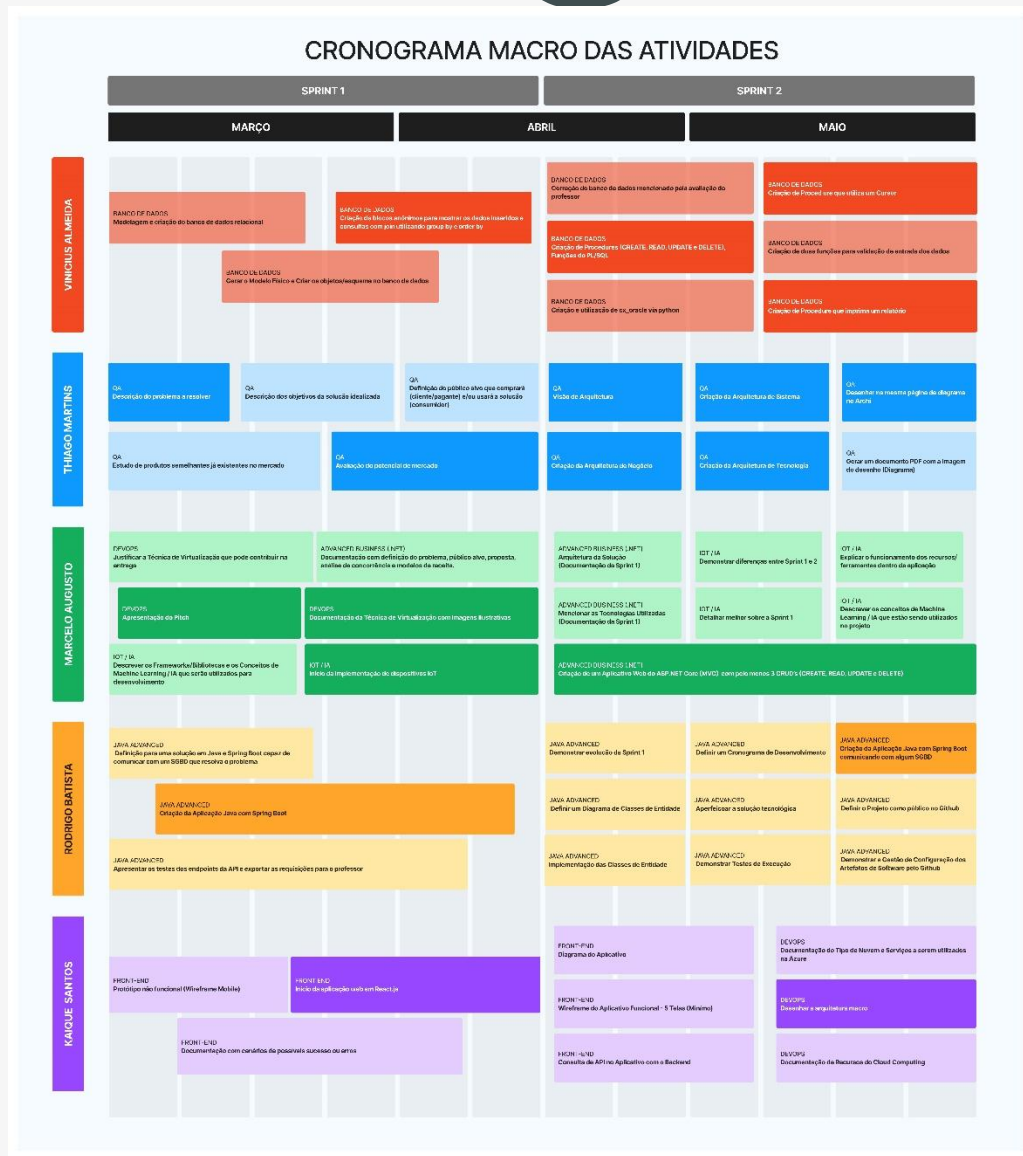 CRONOGRAMA MACRO DAS ATIVIDADES
SPRINT 1
SPRINT 2
MARÇO
ABRIL
MAIO
VINICIUS ALMEIDA
BANCO DE DADOS
Modelagem e criação do banco de dados relacional
BANCO DE DADOS
Criação de blocos anônimos para mostrar os dados inseridos e
consultas com join utilizando group by e order by
BANCO DE DADOS
Gerar o Modelo Físico e Criar os objetos/esquema no banco de dados
BANCO DE DADOS
Correção do banco de dados mencionado pela avaliação do
professor
BANCO DE DADOS
Criação de Procedure que utiliza um Cursor
BANCO DE DADOS
Criação de Procedures (CREATE, READ, UPDATE e DELETE),
Funções do PL/SQL
BANCO DE DADOS
Criação de duas funções para validação de entrada dos dados
BANCO DE DADOS
Criação e utilização de cx_oracle via python
BANCO DE DADOS
Criação de Procedure que imprima um relatório
THIAGO MARTINS
QA
Descrição do problema a resolver
QA
Descrição dos objetivos da solução idealizada
QA
Definição do público alvo que comprará
(cliente/pagante) e/ou usará a solução
(consumidor)
QA
Visão de Arquitetura
QA
Criação da Arquitetura de Sistema
QA
Desenhar na mesma página do diagrama
no Archi
QA
Estudo de produtos semelhantes já existentes no mercado
QA
Avaliação do potencial de mercado
QA
Criação da Arquitetura de Negócio
QA
Criação da Arquitetura de Tecnologia
QA
Gerar um documento PDF com a imagem
do desenho (Diagrama)
MARCELO AUGUSTO
DEVOPS
Justificar a Técnica de Virtualização que pode contribuir na
entrega
ADVANCED BUSINESS (.NET)
Documentação com definição do problema, público alvo, proposta,
analise de concorrência e modelos de receita.
ADVANCED BUSINESS (.NET)
Arquitetura da Solução
(Documentação da Sprint 1)
IOT / IA
Demonstrar diferenças entre Sprint 1 e 2
IOT / IA
Explicar o funcionamento dos recursos/
ferramentas dentro da aplicação
DEVOPS
Apresentação do Pitch
DEVOPS
Documentação da Técnica de Virtualização com Imagens Ilustrativas
ADVANCED BUSINESS (.NET)
Mencionar as Tecnologias Utilizadas
(Documentação da Sprint 1)
IOT / IA
Detalhar melhor sobre a Sprint 1
IOT / IA
Descrever os conceitos de Machine
Learning / IA que estão sendo utilizados
no projeto
IOT / IA
Descrever os Frameworks/Bibliotecas e os Conceitos de
Machine Learning / IA que serão utilizados para
desenvolvimento
IOT / IA
Início da implementação de dispositivos IoT
ADVANCED BUSINESS (.NET)
Criação de um Aplicativo Web do ASP.NET Core (MVC) com pelo menos 3 CRUD's (CREATE, READ, UPDATE e DELETE)
RODRIGO BATISTA
JAVA ADVANCED
Definição para uma solução em Java e Spring Boot capaz de
comunicar com um SGBD que resolva o problema
JAVA ADVANCED
Demonstrar evolução da Sprint 1
JAVA ADVANCED
Definir um Cronograma de Desenvolvimento
JAVA ADVANCED
Criação da Aplicação Java com Spring Boot
comunicando com algum SGBD
JAVA ADVANCED
Criação da Aplicação Java com Spring Boot
JAVA ADVANCED
Definir um Diagrama de Classes de Entidade
JAVA ADVANCED
Aperfeiçoar a solução tecnológica
JAVA ADVANCED
Definir o Projeto como público no Github
JAVA ADVANCED
Apresentar os testes dos endpoints da API e exportar as requisições para o professor
JAVA ADVANCED
Implementação das Classes de Entidade
JAVA ADVANCED
Demonstrar Testes de Execução
JAVA ADVANCED
Demonstrar a Gestão de Configuração dos
Artefatos de Software pelo Github
KAIQUE SANTOS
FRONT-END
Protótipo não funcional (Wireframe Mobile)
FRONT END
Início da aplicação web em React.js
FRONT-END
Documentação com cenários de possíveis sucesso ou erros
FRONT-END
Diagrama do Aplicativo
DEVOPS
Documentação do Tipo de Nuvem e Serviços a serem utilizados
na Azure
FRONT-END
Wireframe do Aplicativo Funcional - 5 Telas (Mínimo)
DEVOPS
Desenhar a arquitetura macro
FRONT-END
Consulta de API no Aplicativo com o Backend
DEVOPS
Documentação de Recursos do Cloud Computing